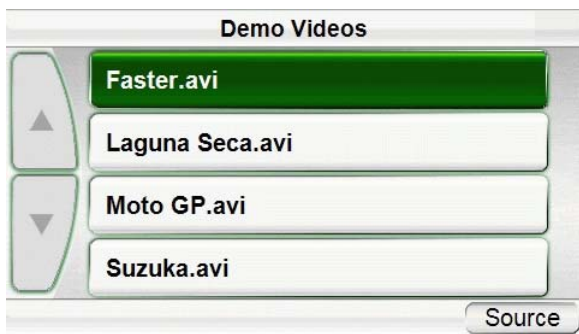 Demo Videos
Faster.avi
Laguna Seca.avi
Moto GP.avi
Suzuka.avi
Source